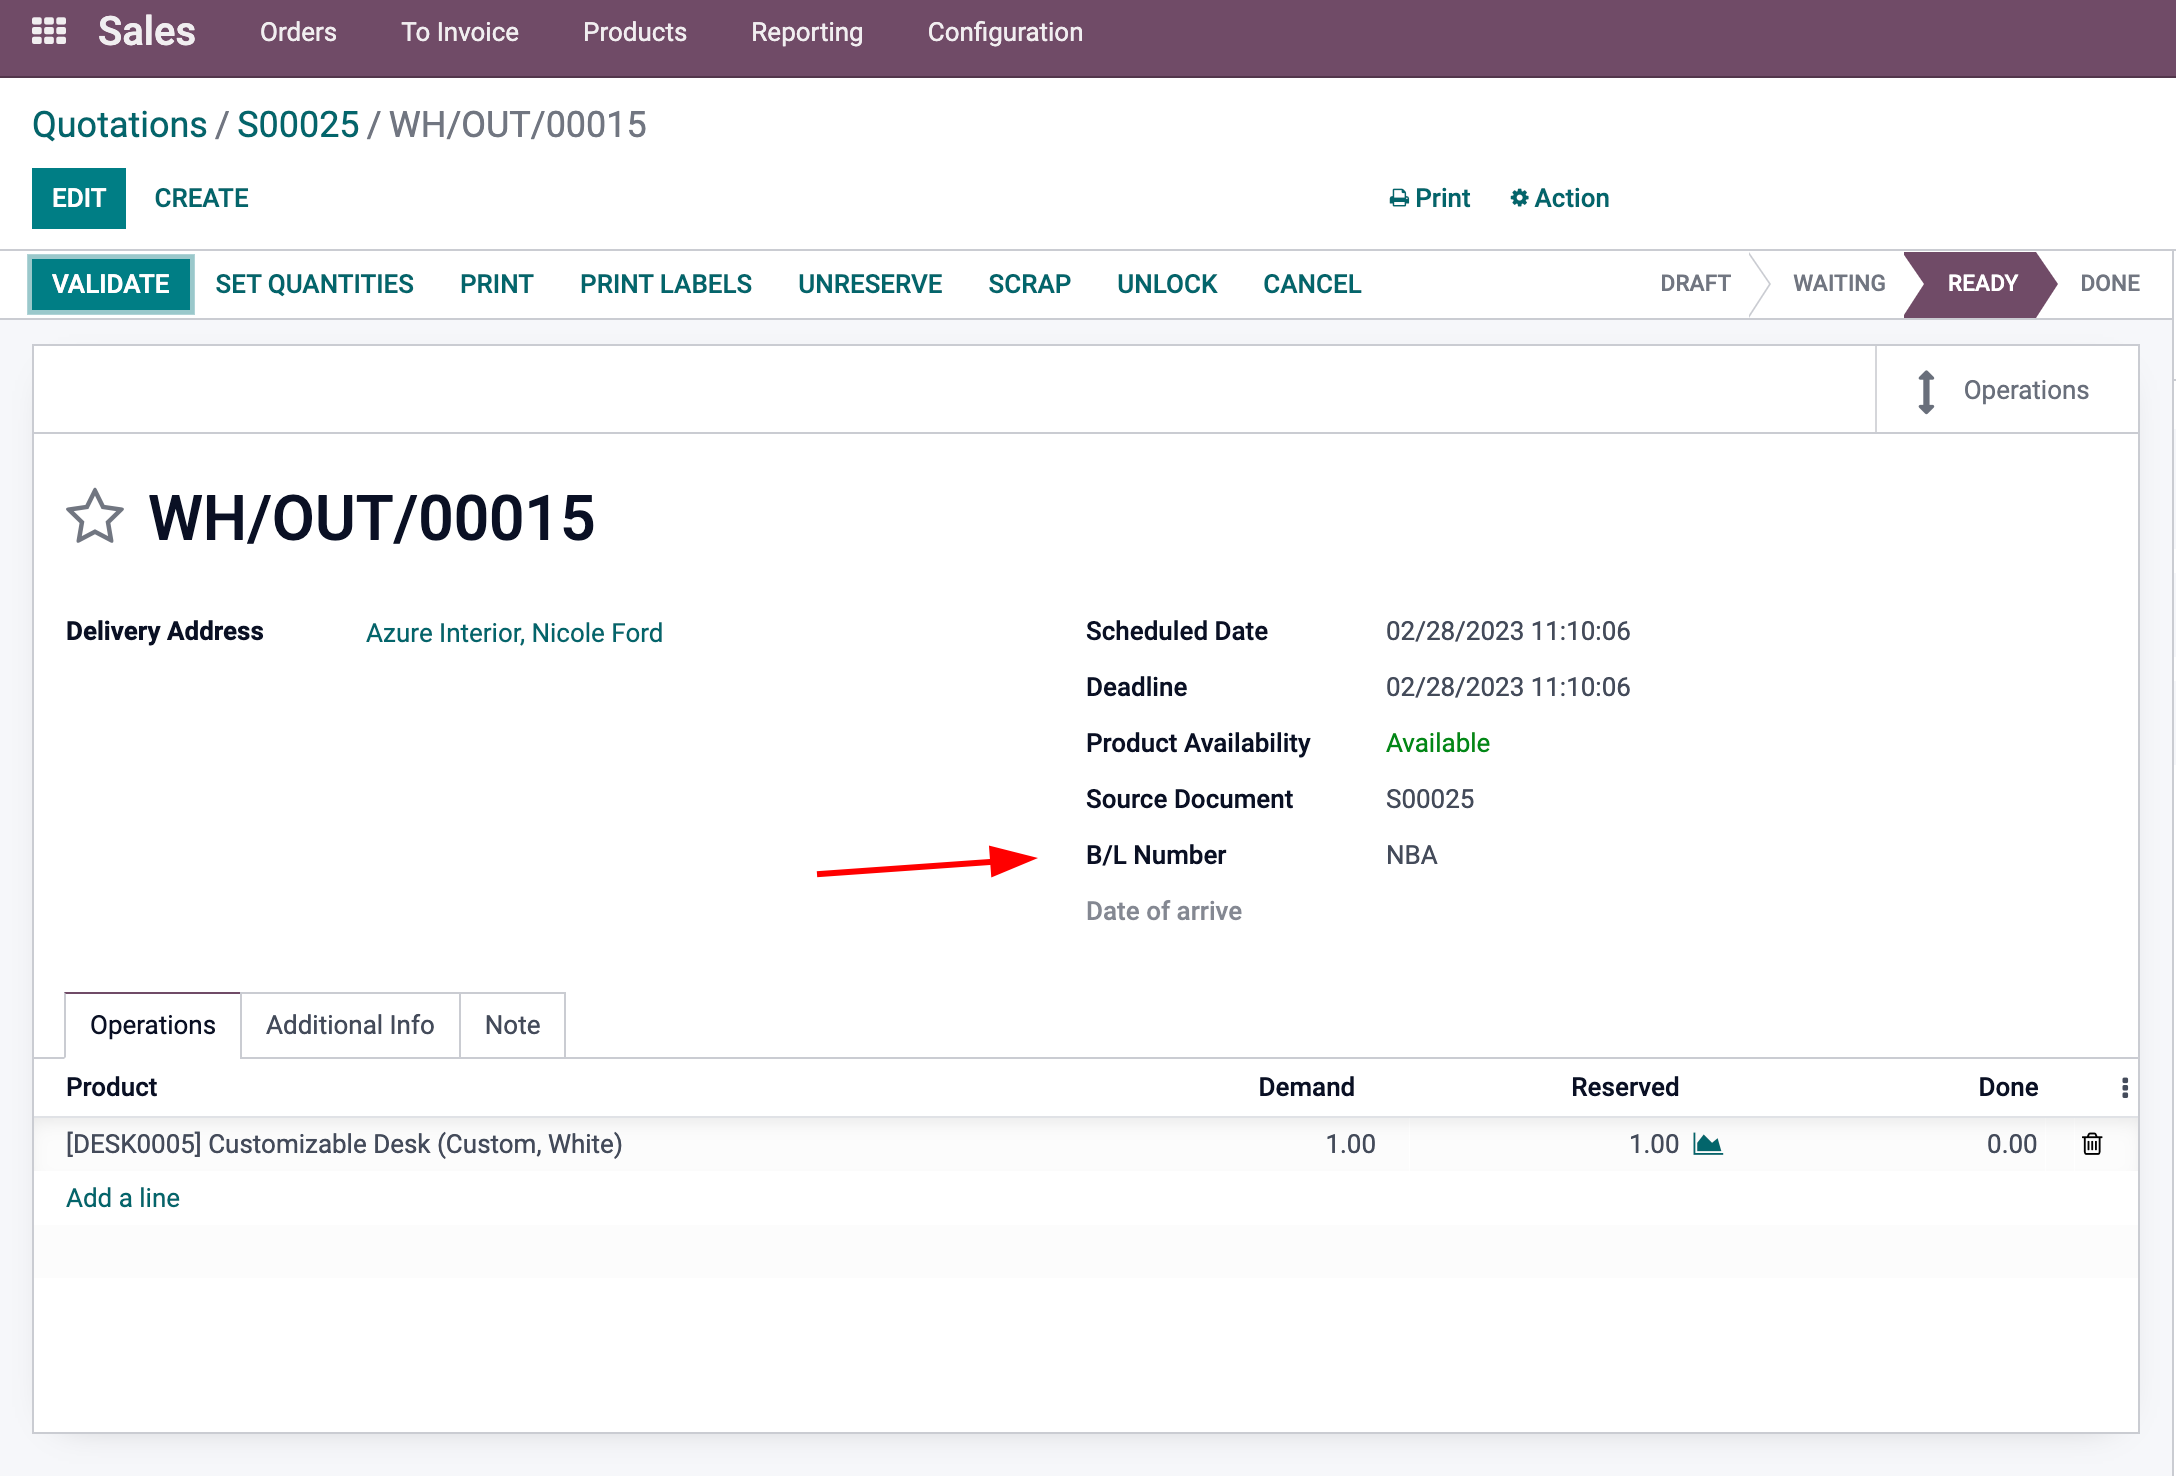 Sales Orders To Invoice Products Reporting Configuration
Quotations / S00025 / WH/OUT/00015
EDIT CREATE Print Action
VALIDATE SET QUANTITIES PRINT PRINT LABELS UNRESERVE SCRAP UNLOCK CANCEL DRAFT WAITING READY DONE
Operations
WH/OUT/00015
Delivery Address Azure Interior, Nicole Ford
Scheduled Date 02/28/2023 11:10:06
Deadline 02/28/2023 11:10:06
Product Availability Available
Source Document S00025
B/L Number NBA
Date of arrive
Operations Additional Info Note
Product Demand Reserved Done
[DESK0005] Customizable Desk (Custom, White) 1.00 1.00 0.00
Add a line